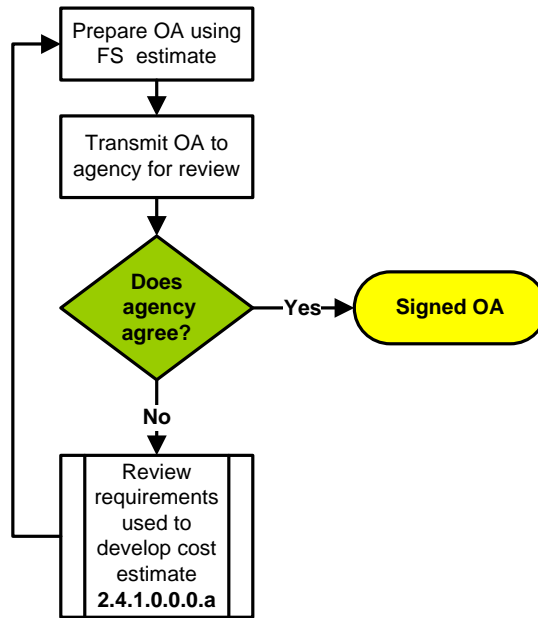 Prepare OA using
FS estimate
Transmit OA to
agency for review
Does
agency
agree?
Yes
Signed OA
No
Review
requirements
used to
develop cost
estimate
2.4.1.0.0.0.a